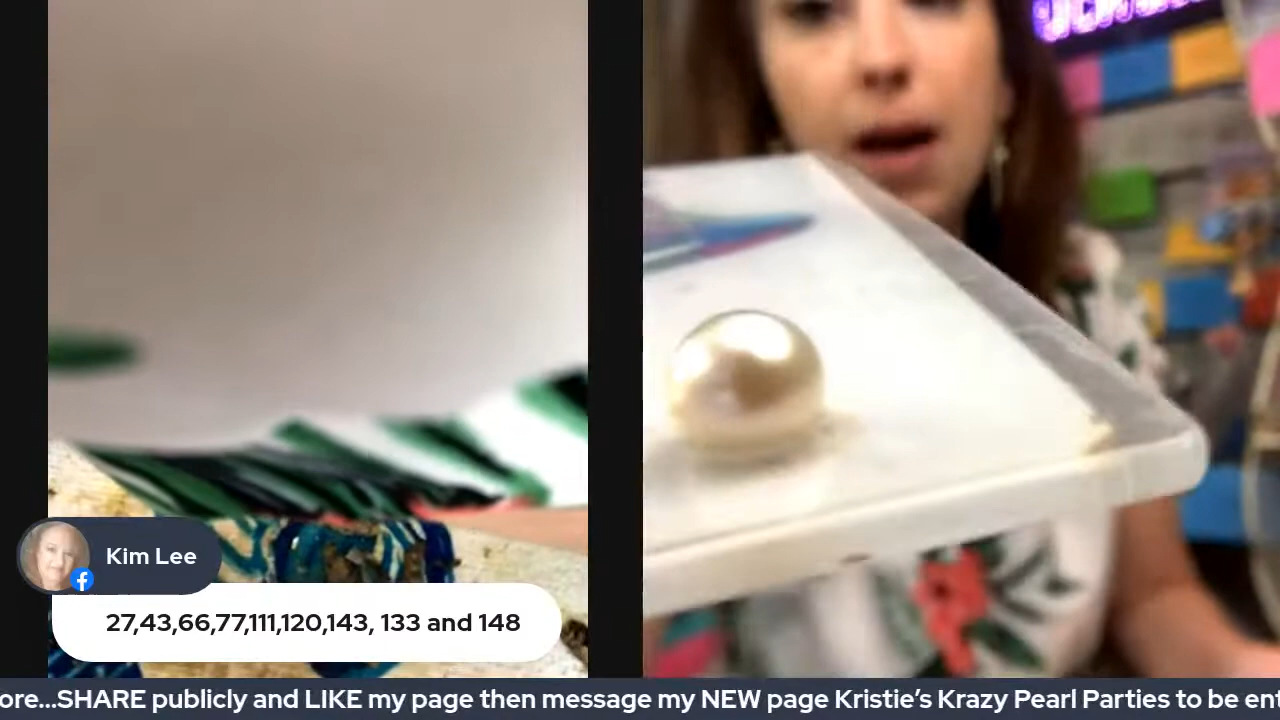 Kim Lee
27,43,66,77,111,120,143, 133 and 148
ore...SHARE publicly and LIKE my page then message my NEW page Kristie's Krazy Pearl Parties to be ent